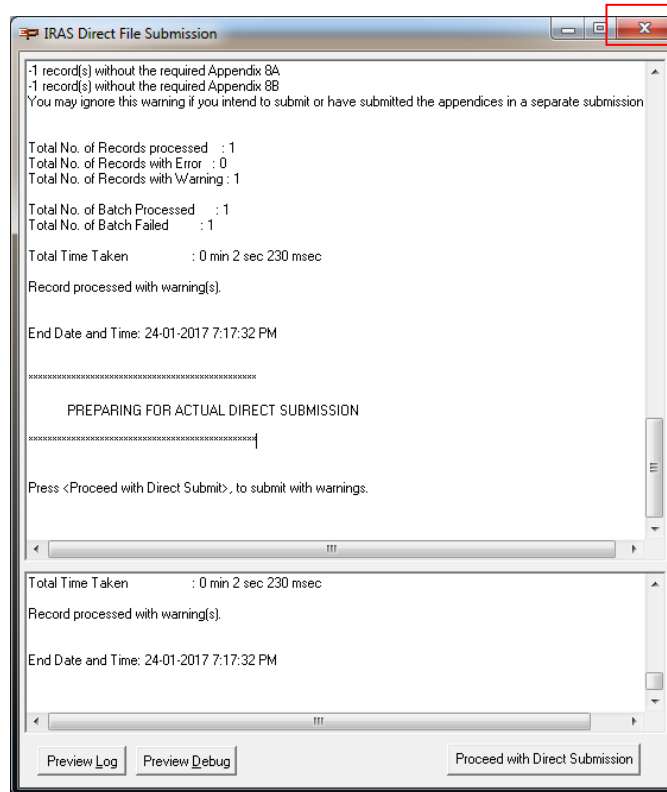 IRAS Direct File Submission
-1 record(s) without the required Appendix 8A
-1 record(s) without the required Appendix 8B
You may ignore this warning if you intend to submit or have submitted the appendices in a separate submission
Total No. of Records processed : 1
Total No. of Records with Error : 0
Total No. of Records with Warning : 1
Total No. of Batch Processed : 1
Total No. of Batch Failed : 1
Total Time Taken : 0 min 2 sec 230 msec
Record processed with warning(s).
End Date and Time: 24-01-2017 7:17:32 PM
PREPARING FOR ACTUAL DIRECT SUBMISSION
Press <Proceed with Direct Submit>, to submit with warnings.
Total Time Taken : 0 min 2 sec 230 msec
Record processed with warning(s).
End Date and Time: 24-01-2017 7:17:32 PM
Preview Log Preview Debug Proceed with Direct Submission